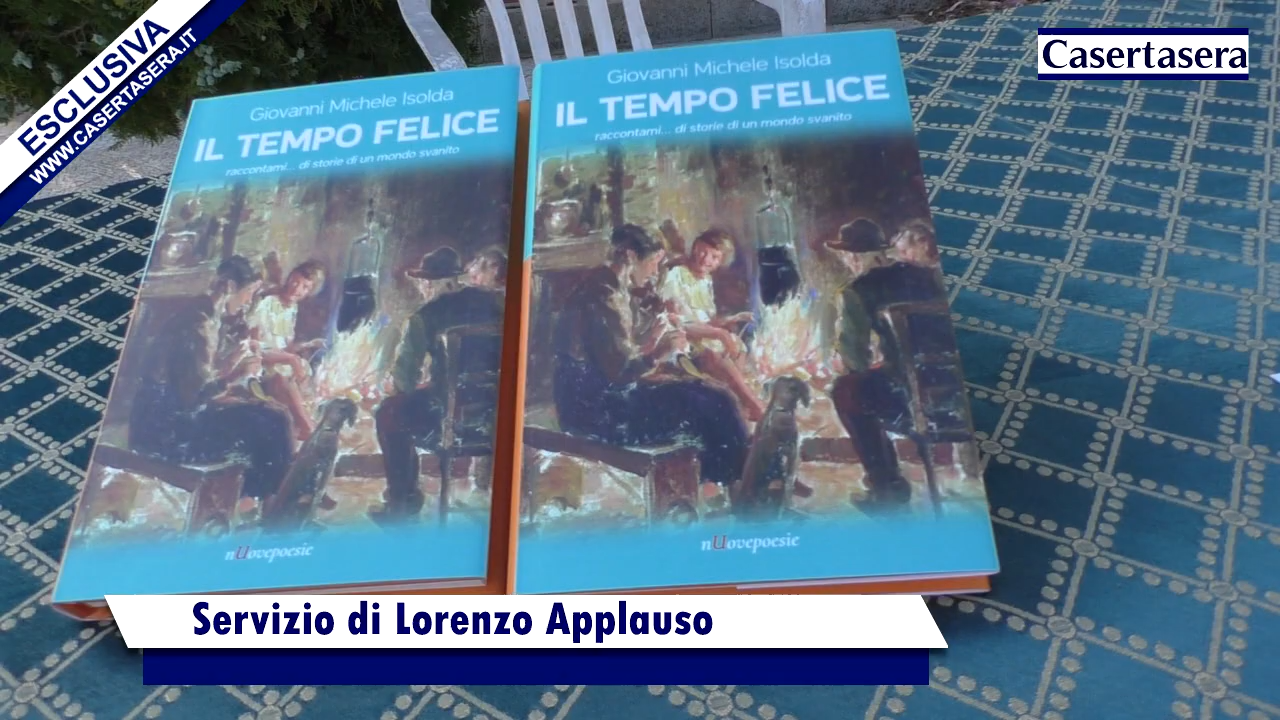 ESCLUSIVA
WWW.CASERTASERA.IT
Casertasera
Giovanni Michele Isolda
IL TEMPO FELICE
raccontami... di storie di un mondo svanito
nUovepoesie
Giovanni Michele Isolda
IL TEMPO FELICE
raccontami... di storie di un mondo svanito
nUovepoesie
Servizio di Lorenzo Applauso